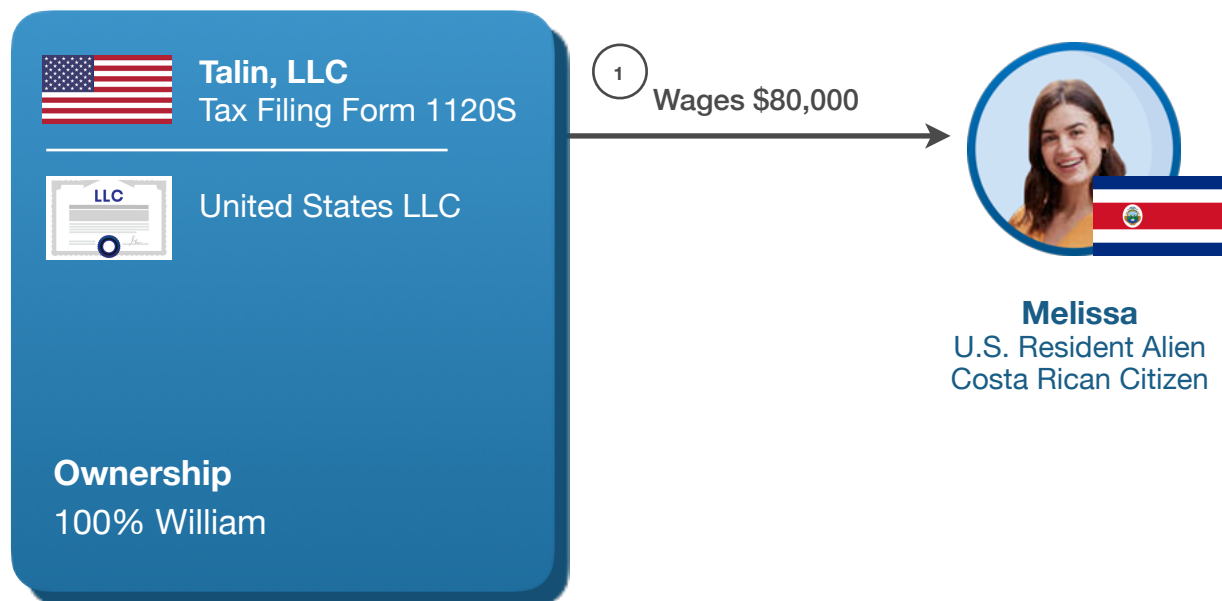 Talin, LLC
Tax Filing Form 1120S
LLC
United States LLC
Ownership
100% William
1
Wages $80,000
Melissa
U.S. Resident Alien
Costa Rican Citizen